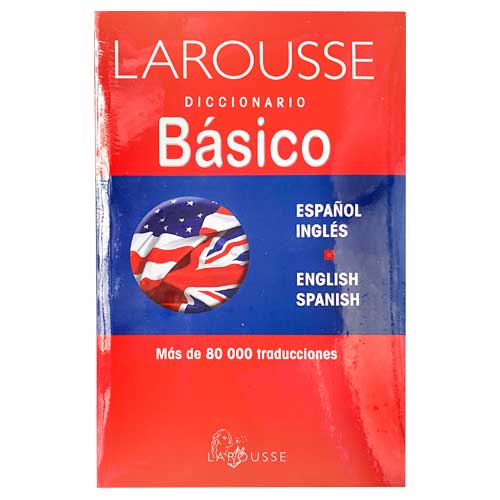 LAROUSSE
DICCIONARIO
Básico
ESPAÑOL
INGLÉS
ENGLISH
SPANISH
Más de 80 000 traducciones
LAROUSSE